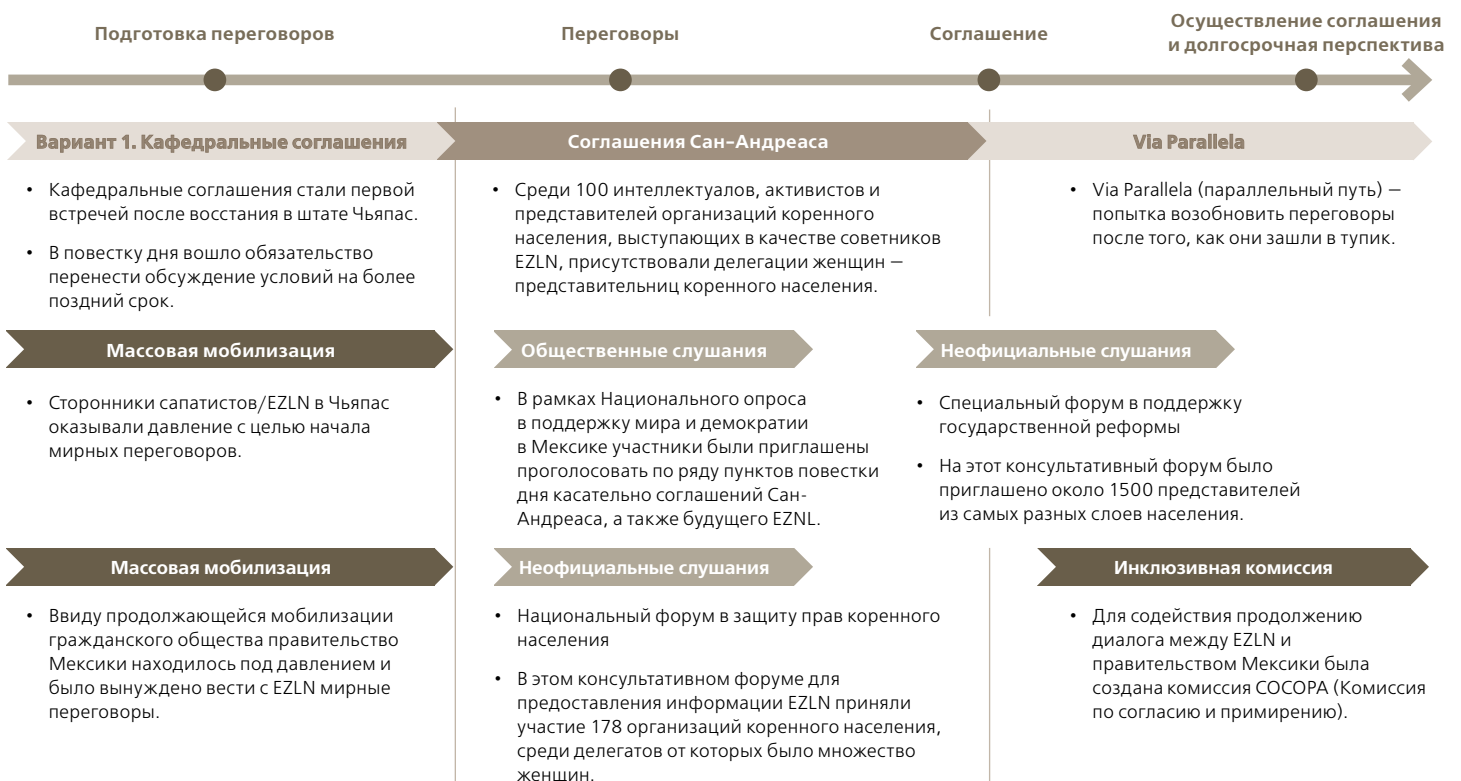 Подготовка переговоров
Переговоры
Соглашение
Осуществление соглашения
и долгосрочная перспектива
Вариант 1. Кафедральные соглашения
Соглашения Сан-Андреаса
Via Parallela
• Кафедральные соглашения стали первой
встречей после восстания в штате Чьяпас.
• В повестку дня вошло обязательство
перенести обсуждение условий на более
поздний срок.
• Среди 100 интеллектуалов, активистов и
представителей организаций коренного
населения, выступающих в качестве советников
EZLN, присутствовали делегации женщин —
представительниц коренного населения.
• Via Parallela (параллельный путь) —
попытка возобновить переговоры
после того, как они зашли в тупик.
Массовая мобилизация
Общественные слушания
Неофициальные слушания
• Сторонники сапатистов/EZLN в Чьяпас
оказывали давление с целью начала
мирных переговоров.
• В рамках Национального опроса
в поддержку мира и демократии
в Мексике участники были приглашены
проголосовать по ряду пунктов повестки
дня касательно соглашений Сан-
Андреаса, а также будущего EZNL.
• Специальный форум в поддержку
государственной реформы
• На этот консультативный форум было
приглашено около 1500 представителей
из самых разных слоев населения.
Массовая мобилизация
Неофициальные слушания
Инклюзивная комиссия
• Ввиду продолжающейся мобилизации
гражданского общества правительство
Мексики находилось под давлением и
было вынуждено вести с EZLN мирные
переговоры.
• Национальный форум в защиту прав коренного
населения
• В этом консультативном форуме для
предоставления информации EZLN приняли
участие 178 организаций коренного населения,
среди делегатов от которых было множество
женщин.
• Для содействия продолжению
диалога между EZLN и
правительством Мексики была
создана комиссия COCOPA (Комиссия
по согласию и примирению).